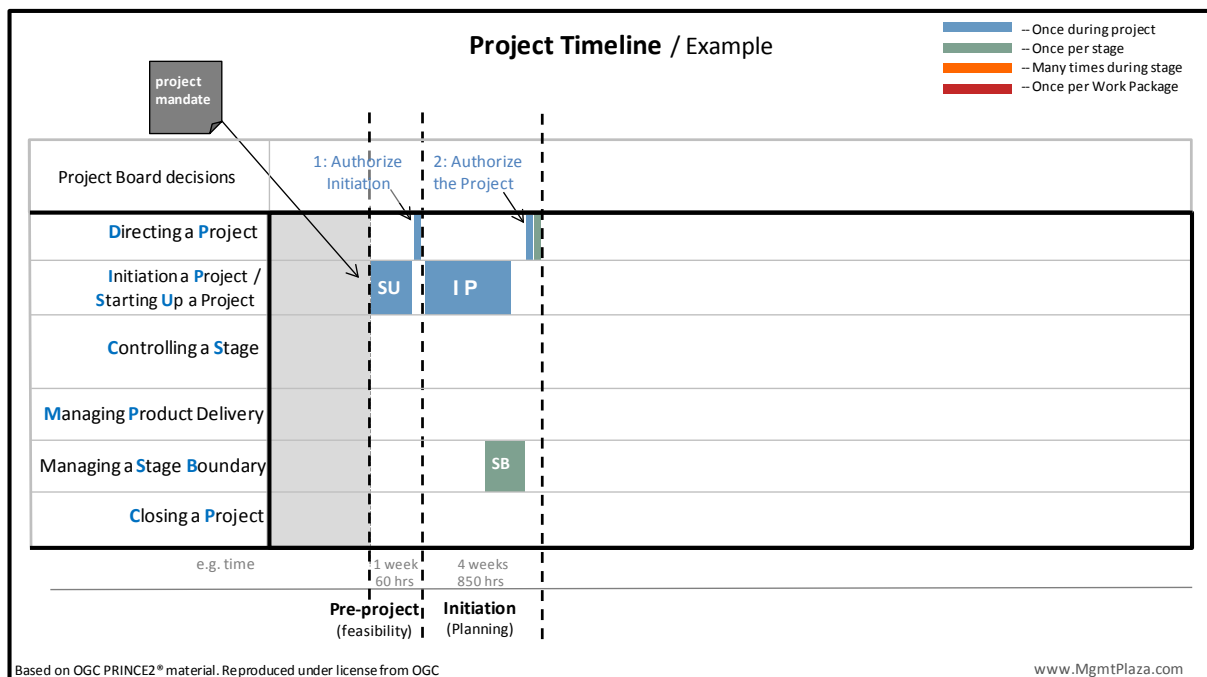 Project Timeline / Example
-- Once during project
-- Once per stage
-- Many times during stage
-- Once per Work Package
project
mandate
Project Board decisions
1: Authorize
Initiation
2: Authorize
the Project
Directing a Project
Initiation a Project /
Starting Up a Project
SU
I P
Controlling a Stage
Managing Product Delivery
Managing a Stage Boundary
SB
Closing a Project
e.g. time
1 week
60 hrs
4 weeks
850 hrs
Pre-project
(feasibility)
Initiation
(Planning)
Based on OGC PRINCE2® material. Reproduced under license from OGC
www.MgmtPlaza.com